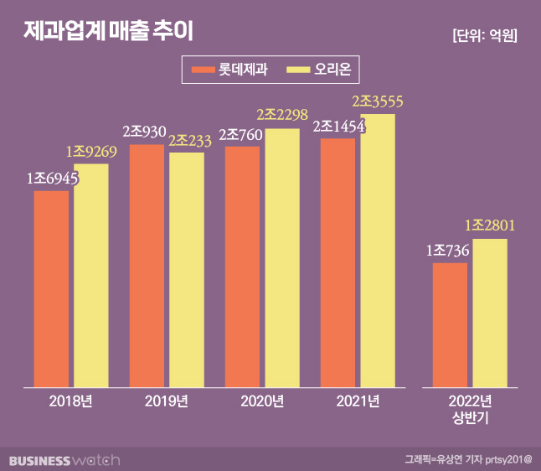 제과업계 매출 추이
[단위: 억원]
롯데제과 오리온
1조6945 1조9269
2조930 2조233
2조760 2조2298
2조1454 2조3555
1조736 1조2801
2018년 2019년 2020년 2021년 2022년
상반기
BUSINESS watch
그래픽=유상연 기자 prtsy201@